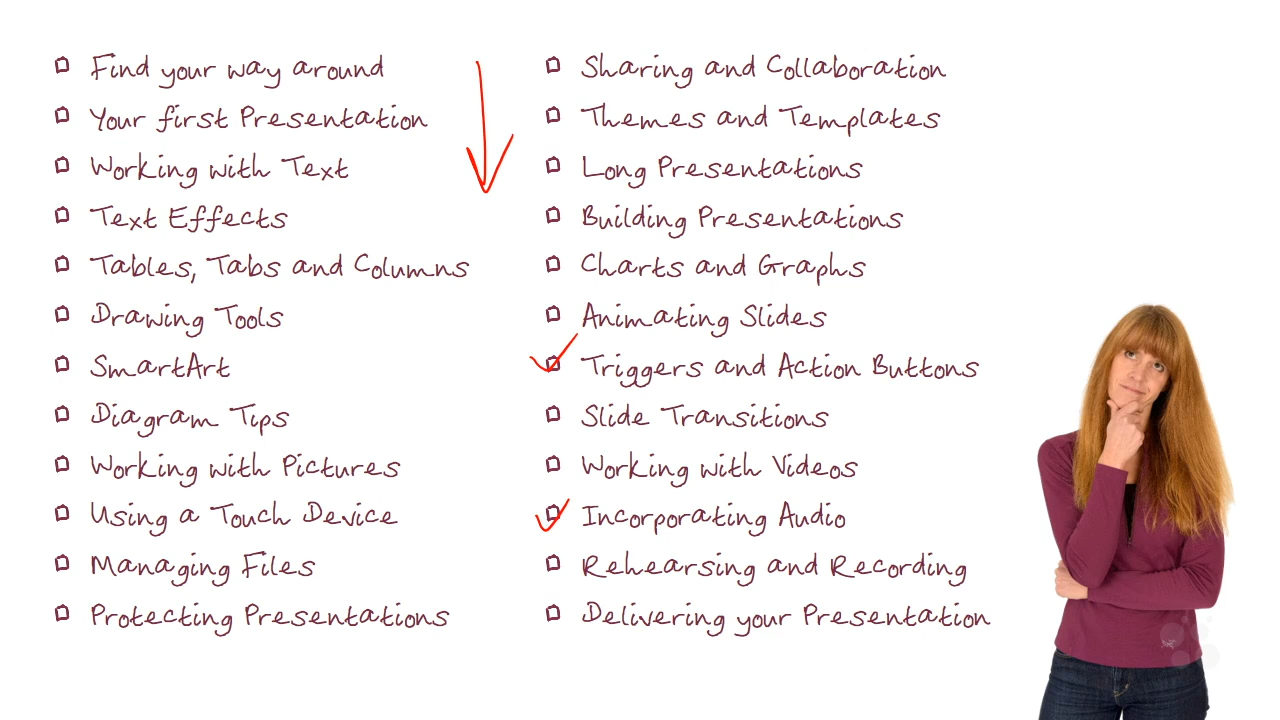 Find your way around
Your first Presentation
Working with Text
Text Effects
Tables, Tabs and Columns
Drawing Tools
SmartArt
Diagram Tips
Working with Pictures
Using a Touch Device
Managing Files
Protecting Presentations
Sharing and Collaboration
Themes and Templates
Long Presentations
Building Presentations
Charts and Graphs
Animating Slides
Triggers and Action Buttons
Slide Transitions
Working with Videos
Incorporating Audio
Rehearsing and Recording
Delivering your Presentation